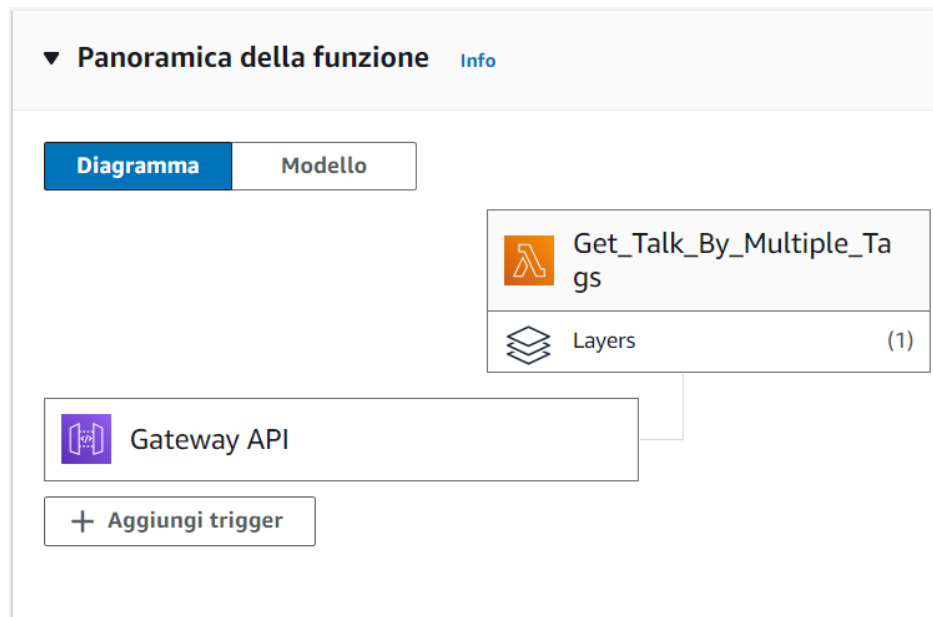 Panoramica della funzione Info
Diagramma Modello
Get_Talk_By_Multiple_Ta
gs
Layers (1)
Gateway API
Aggiungi trigger